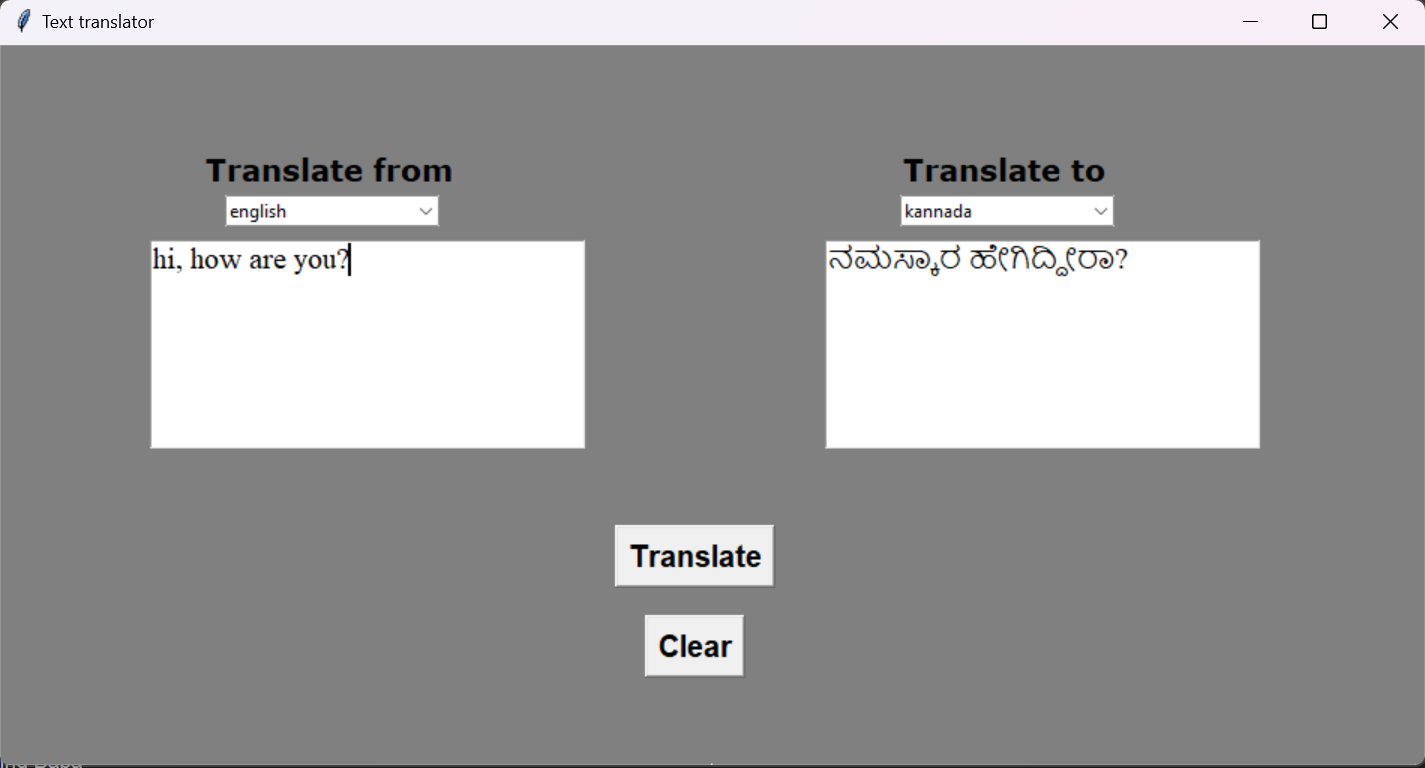 Text translator
Translate from
Translate to
english
kannada
hi, how are you?
ನಮಸ್ಕಾರ ಹೇಗಿದ್ದೀರಾ?
Translate
Clear